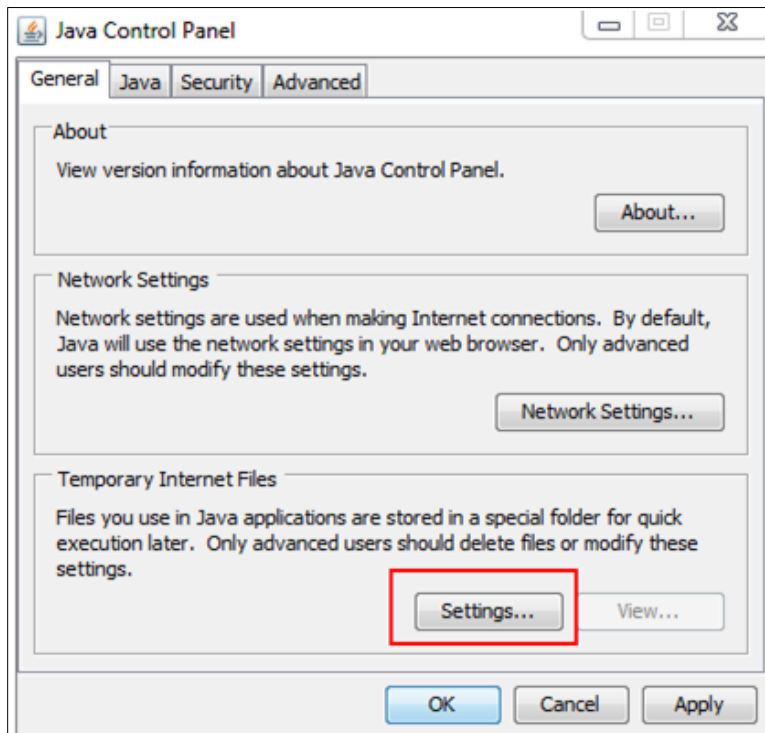 Java Control Panel
General
Java
Security
Advanced
About
View version information about Java Control Panel.
About...
Network Settings
Network settings are used when making Internet connections.  By default,
Java will use the network settings in your web browser.  Only advanced
users should modify these settings.
Network Settings...
Temporary Internet Files
Files you use in Java applications are stored in a special folder for quick
execution later.  Only advanced users should delete files or modify these
settings.
Settings...
View...
OK
Cancel
Apply